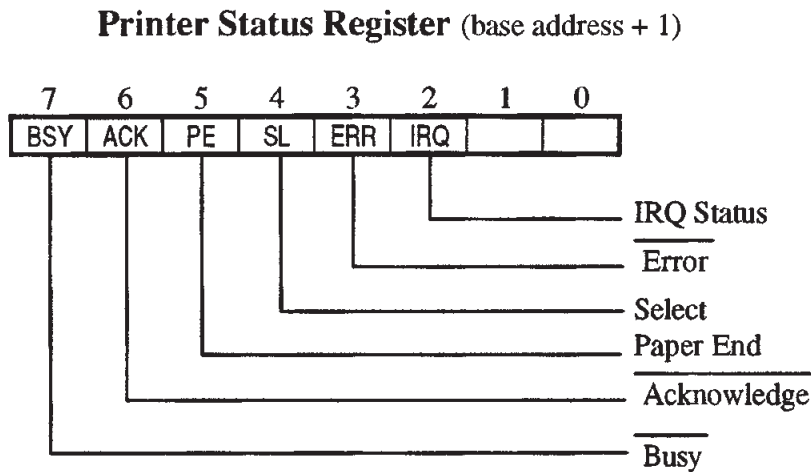 Printer Status Register (base address + 1)
7 6 5 4 3 2 1 0
BSY ACK PE SL ERR IRQ
IRQ Status
Error
Select
Paper End
Acknowledge
Busy